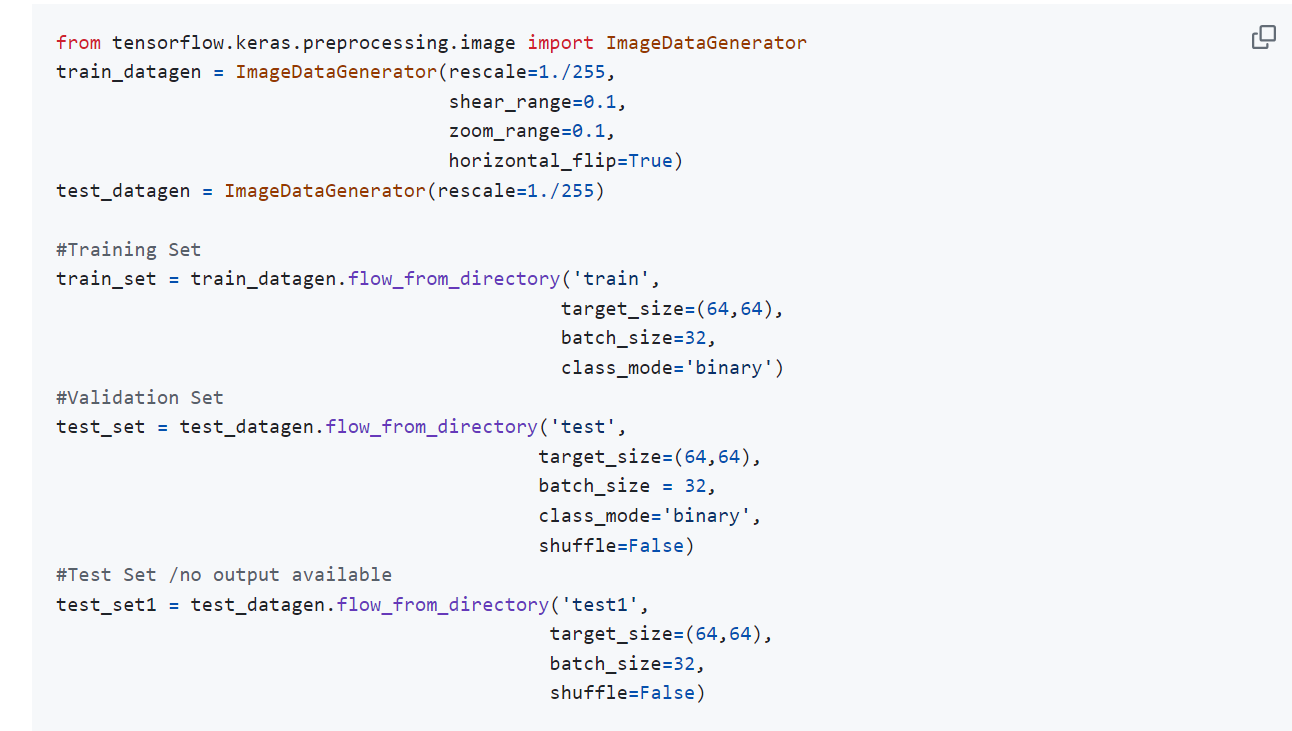 from tensorflow.keras.preprocessing.image import ImageDataGenerator
train_datagen = ImageDataGenerator(rescale=1./255,
                                   shear_range=0.1,
                                   zoom_range=0.1,
                                   horizontal_flip=True)
test_datagen = ImageDataGenerator(rescale=1./255)

#Training Set
train_set = train_datagen.flow_from_directory('train',
                                             target_size=(64,64),
                                             batch_size=32,
                                             class_mode='binary')
#Validation Set
test_set = test_datagen.flow_from_directory('test',
                                           target_size=(64,64),
                                           batch_size = 32,
                                           class_mode='binary',
                                           shuffle=False)
#Test Set /no output available
test_set1 = test_datagen.flow_from_directory('test1',
                                            target_size=(64,64),
                                            batch_size=32,
                                            shuffle=False)